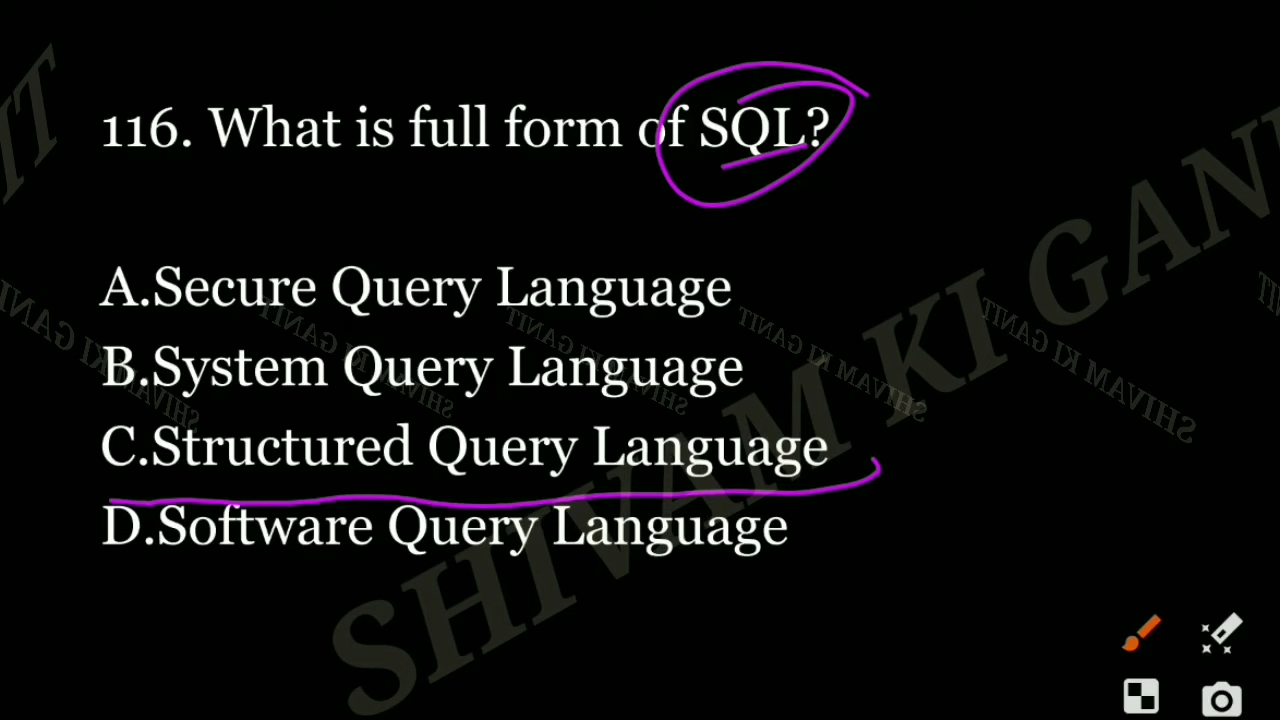 116. What is full form of SQL?
A.Secure Query Language
B.System Query Language
C.Structured Query Language
D.Software Query Language
SHIVAM KI GANIT